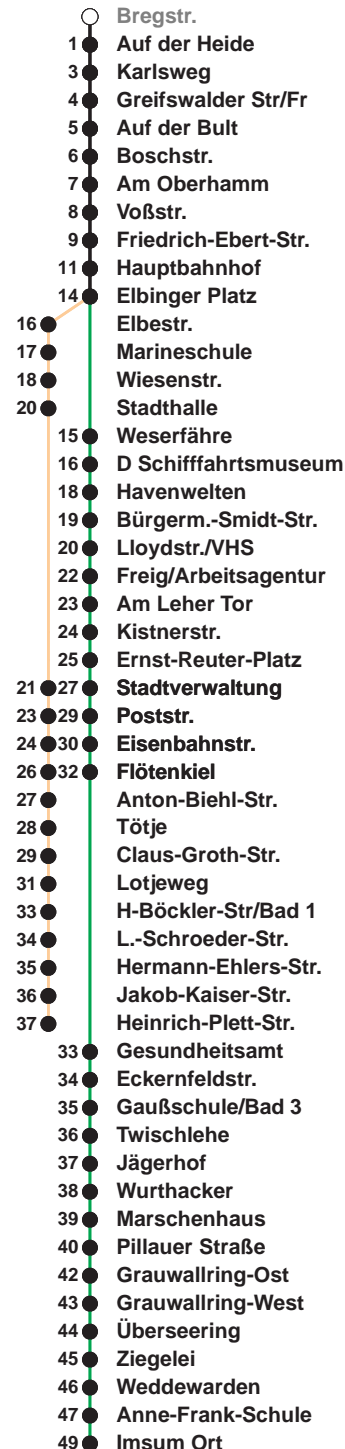 Bregstr.
1 Auf der Heide
3 Karlsweg
4 Greifswalder Str/Fr
5 Auf der Bult
6 Boschstr.
7 Am Oberhamm
8 Voßstr.
9 Friedrich-Ebert-Str.
11 Hauptbahnhof
14 Elbinger Platz
16 Elbestr.
17 Marineschule
18 Wiesenstr.
20 Stadthalle
15 Weserfähre
16 D Schifffahrtsmuseum
18 Havenwelten
19 Bürgerm.-Smidt-Str.
20 Lloydstr./VHS
22 Freig/Arbeitsagentur
23 Am Leher Tor
24 Kistnerstr.
25 Ernst-Reuter-Platz
21 27 Stadtverwaltung
23 29 Poststr.
24 30 Eisenbahnstr.
26 32 Flötenkiel
27 Anton-Biehl-Str.
28 Tötje
29 Claus-Groth-Str.
31 Lotjeweg
33 H-Böckler-Str/Bad 1
34 L.-Schroeder-Str.
35 Hermann-Ehlers-Str.
36 Jakob-Kaiser-Str.
37 Heinrich-Plett-Str.
33 Gesundheitsamt
34 Eckernfeldstr.
35 Gaußschule/Bad 3
36 Twischlehe
37 Jägerhof
38 Wurthacker
39 Marschenhaus
40 Pillauer Straße
42 Grauwallring-Ost
43 Grauwallring-West
44 Überseering
45 Ziegelei
46 Weddewarden
47 Anne-Frank-Schule
49 Imsum Ort